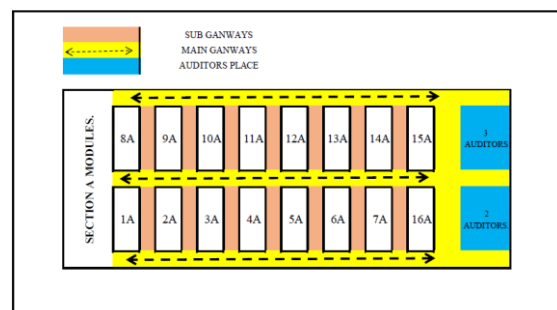 SUB GANWAYS
MAIN GANWAYS
AUDITORS PLACE
SECTION A MODULES.
8A 9A 10A 11A 12A 13A 14A 15A
3
AUDITORS
1A 2A 3A 4A 5A 6A 7A 16A
2
AUDITORS.